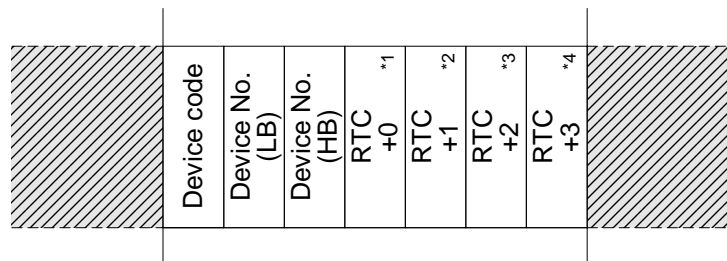 Device code
Device No.
(LB)
Device No.
(HB)
RTC
+0
*1
RTC
+1
*2
RTC
+2
*3
RTC
+3
*4